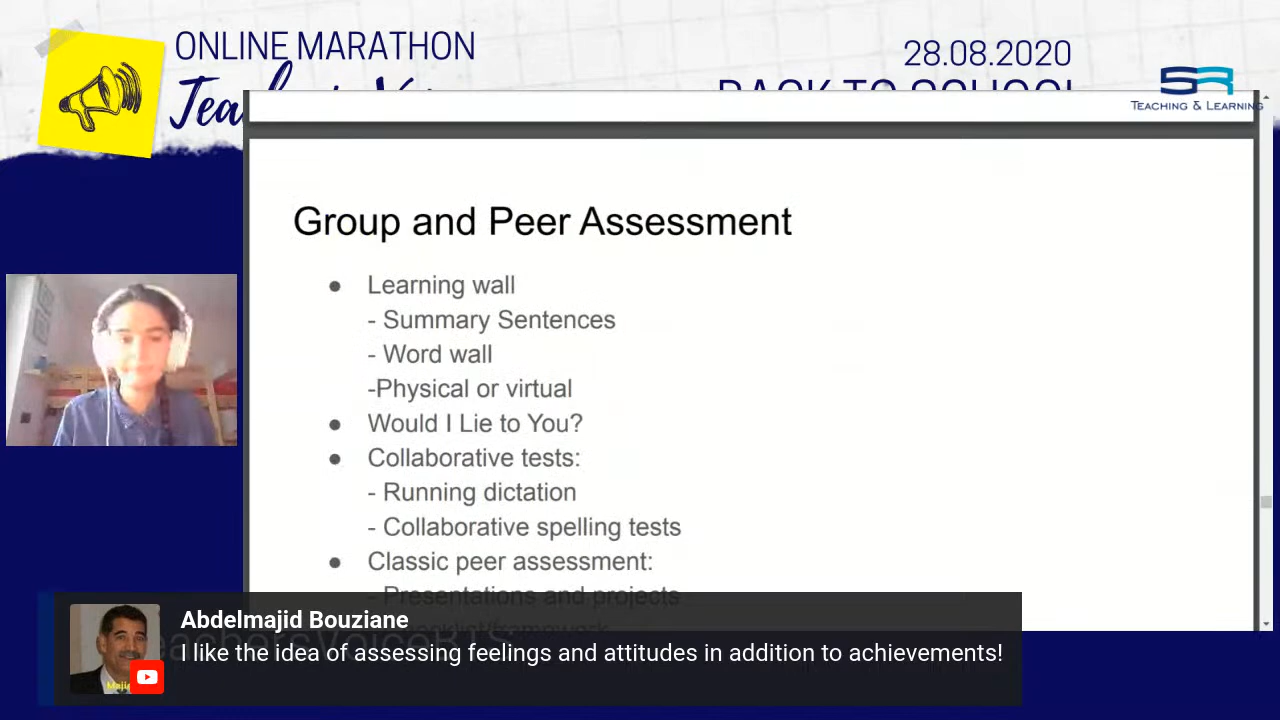 ONLINE MARATHON
28.08.2020
BACK TO SCHOOL
SR
TEACHING & LEARNING
Group and Peer Assessment
● Learning wall
- Summary Sentences
- Word wall
-Physical or virtual
● Would I Lie to You?
● Collaborative tests:
- Running dictation
- Collaborative spelling tests
● Classic peer assessment:
- Presentations and projects
Abdelmajid Bouziane
I like the idea of assessing feelings and attitudes in addition to achievements!